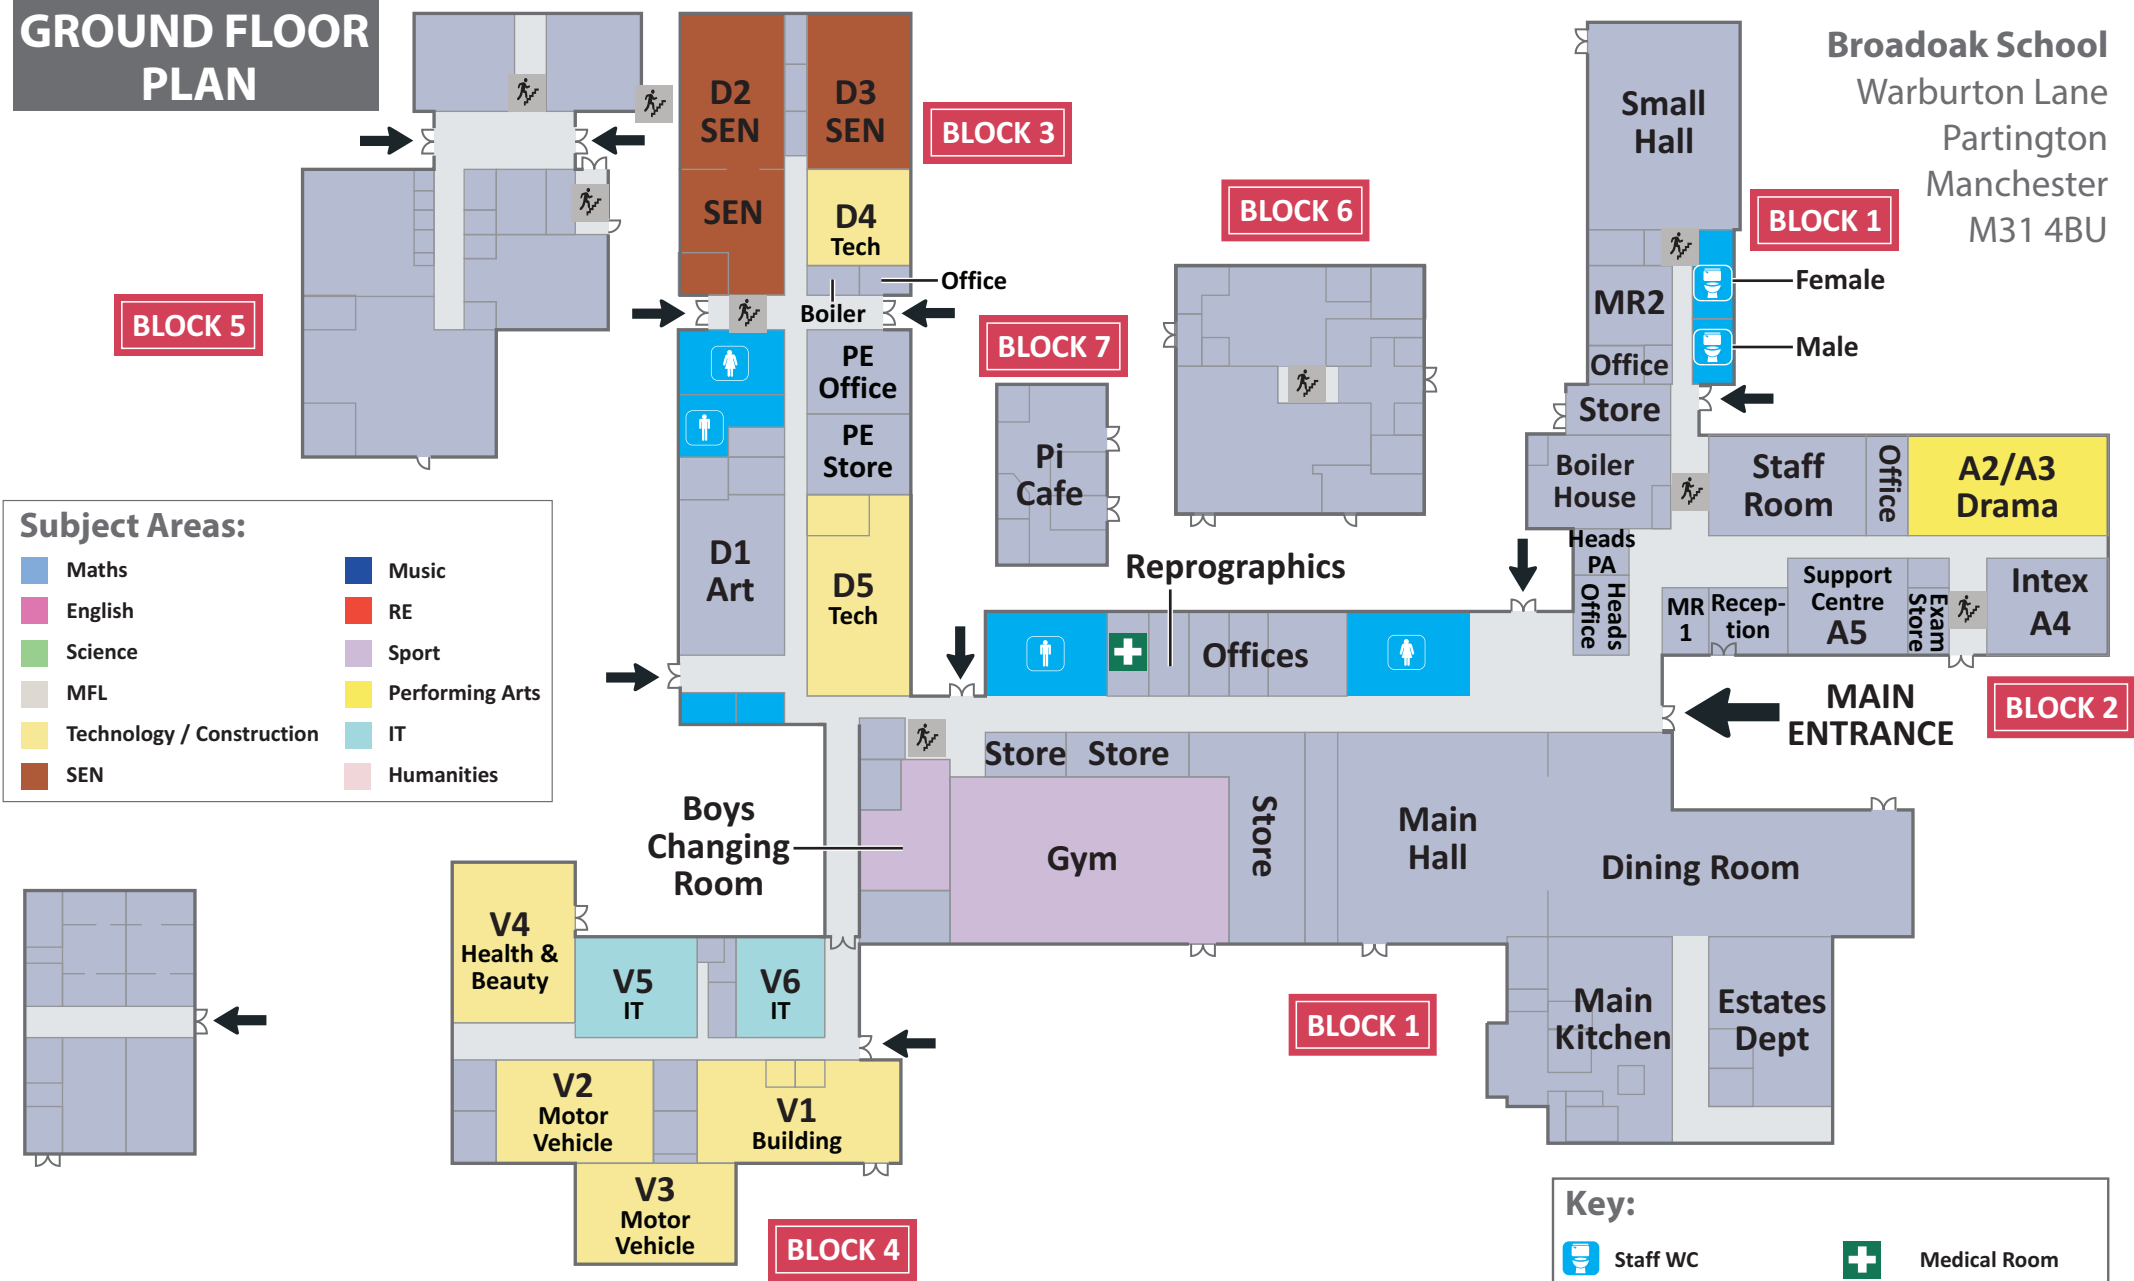 GROUND FLOOR
PLAN
Broadoak School
Warburton Lane
Partington
Manchester
M31 4BU
D2
SEN
D3
SEN
BLOCK 3
SEN
D4
Tech
Office
Boiler
BLOCK 5
BLOCK 6
BLOCK 7
BLOCK 1
Small
Hall
Female
MR2
Male
Office
Store
PE
Office
PE
Store
Pi
Cafe
Boiler
House
Staff
Room
Office
A2/A3
Drama
Heads
PA
Heads
Office
MR
1
Recep-
tion
Support
Centre
A5
Exam
Store
Intex
A4
Subject Areas:
Maths
English
Science
MFL
Technology / Construction
SEN
Music
RE
Sport
Performing Arts
IT
Humanities
D1
Art
D5
Tech
Reprographics
Offices
MAIN
ENTRANCE
BLOCK 2
Store
Store
Store
Boys
Changing
Room
Gym
Main
Hall
Dining Room
V4
Health &
Beauty
V5
IT
V6
IT
BLOCK 1
Main
Kitchen
Estates
Dept
V2
Motor
Vehicle
V1
Building
V3
Motor
Vehicle
BLOCK 4
Key:
Staff WC
Medical Room